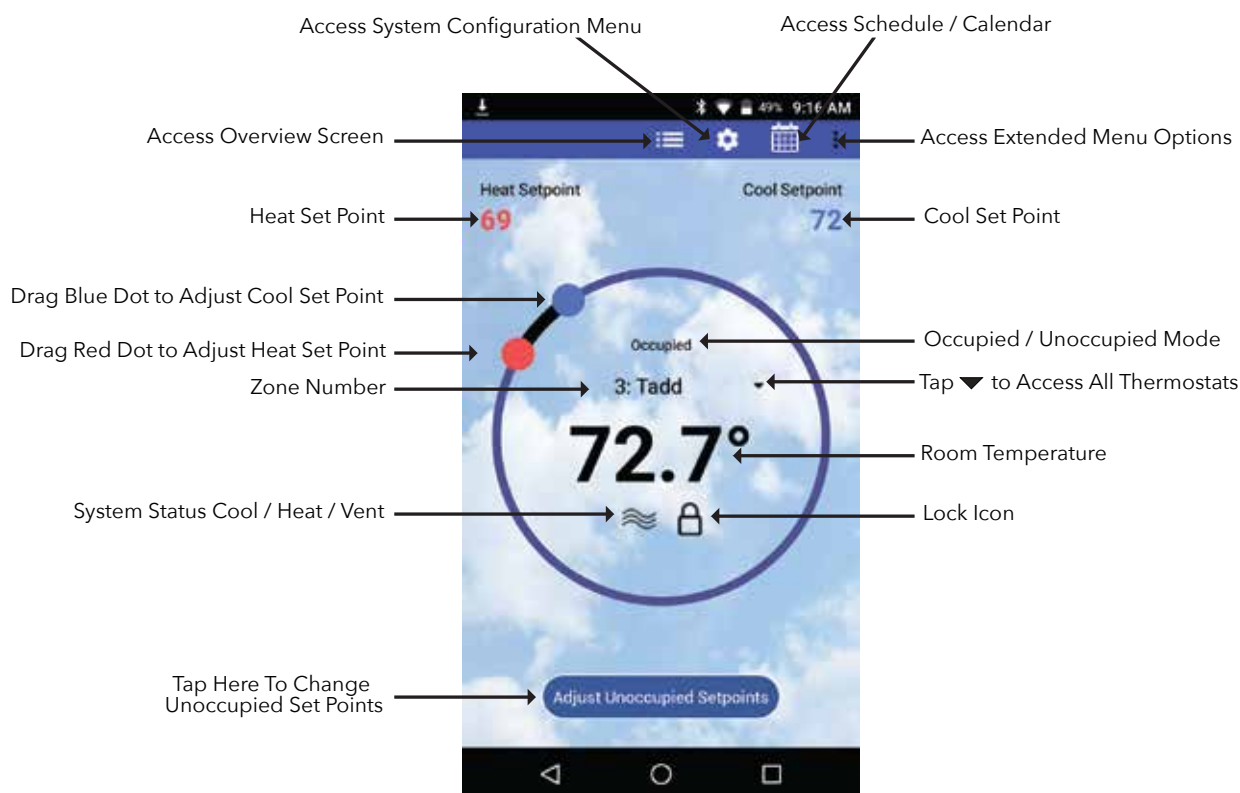 Access System Configuration Menu
Access Schedule / Calendar
49% 9:16 AM
Access Overview Screen
Access Extended Menu Options
Heat Setpoint
Cool Setpoint
Heat Set Point
69
72
Cool Set Point
Drag Blue Dot to Adjust Cool Set Point
Occupied
Occupied / Unoccupied Mode
Drag Red Dot to Adjust Heat Set Point
Zone Number
3: Tadd
Tap ▼ to Access All Thermostats
72.7°
Room Temperature
System Status Cool / Heat / Vent
Lock Icon
Tap Here To Change
Unoccupied Set Points
Adjust Unoccupied Setpoints